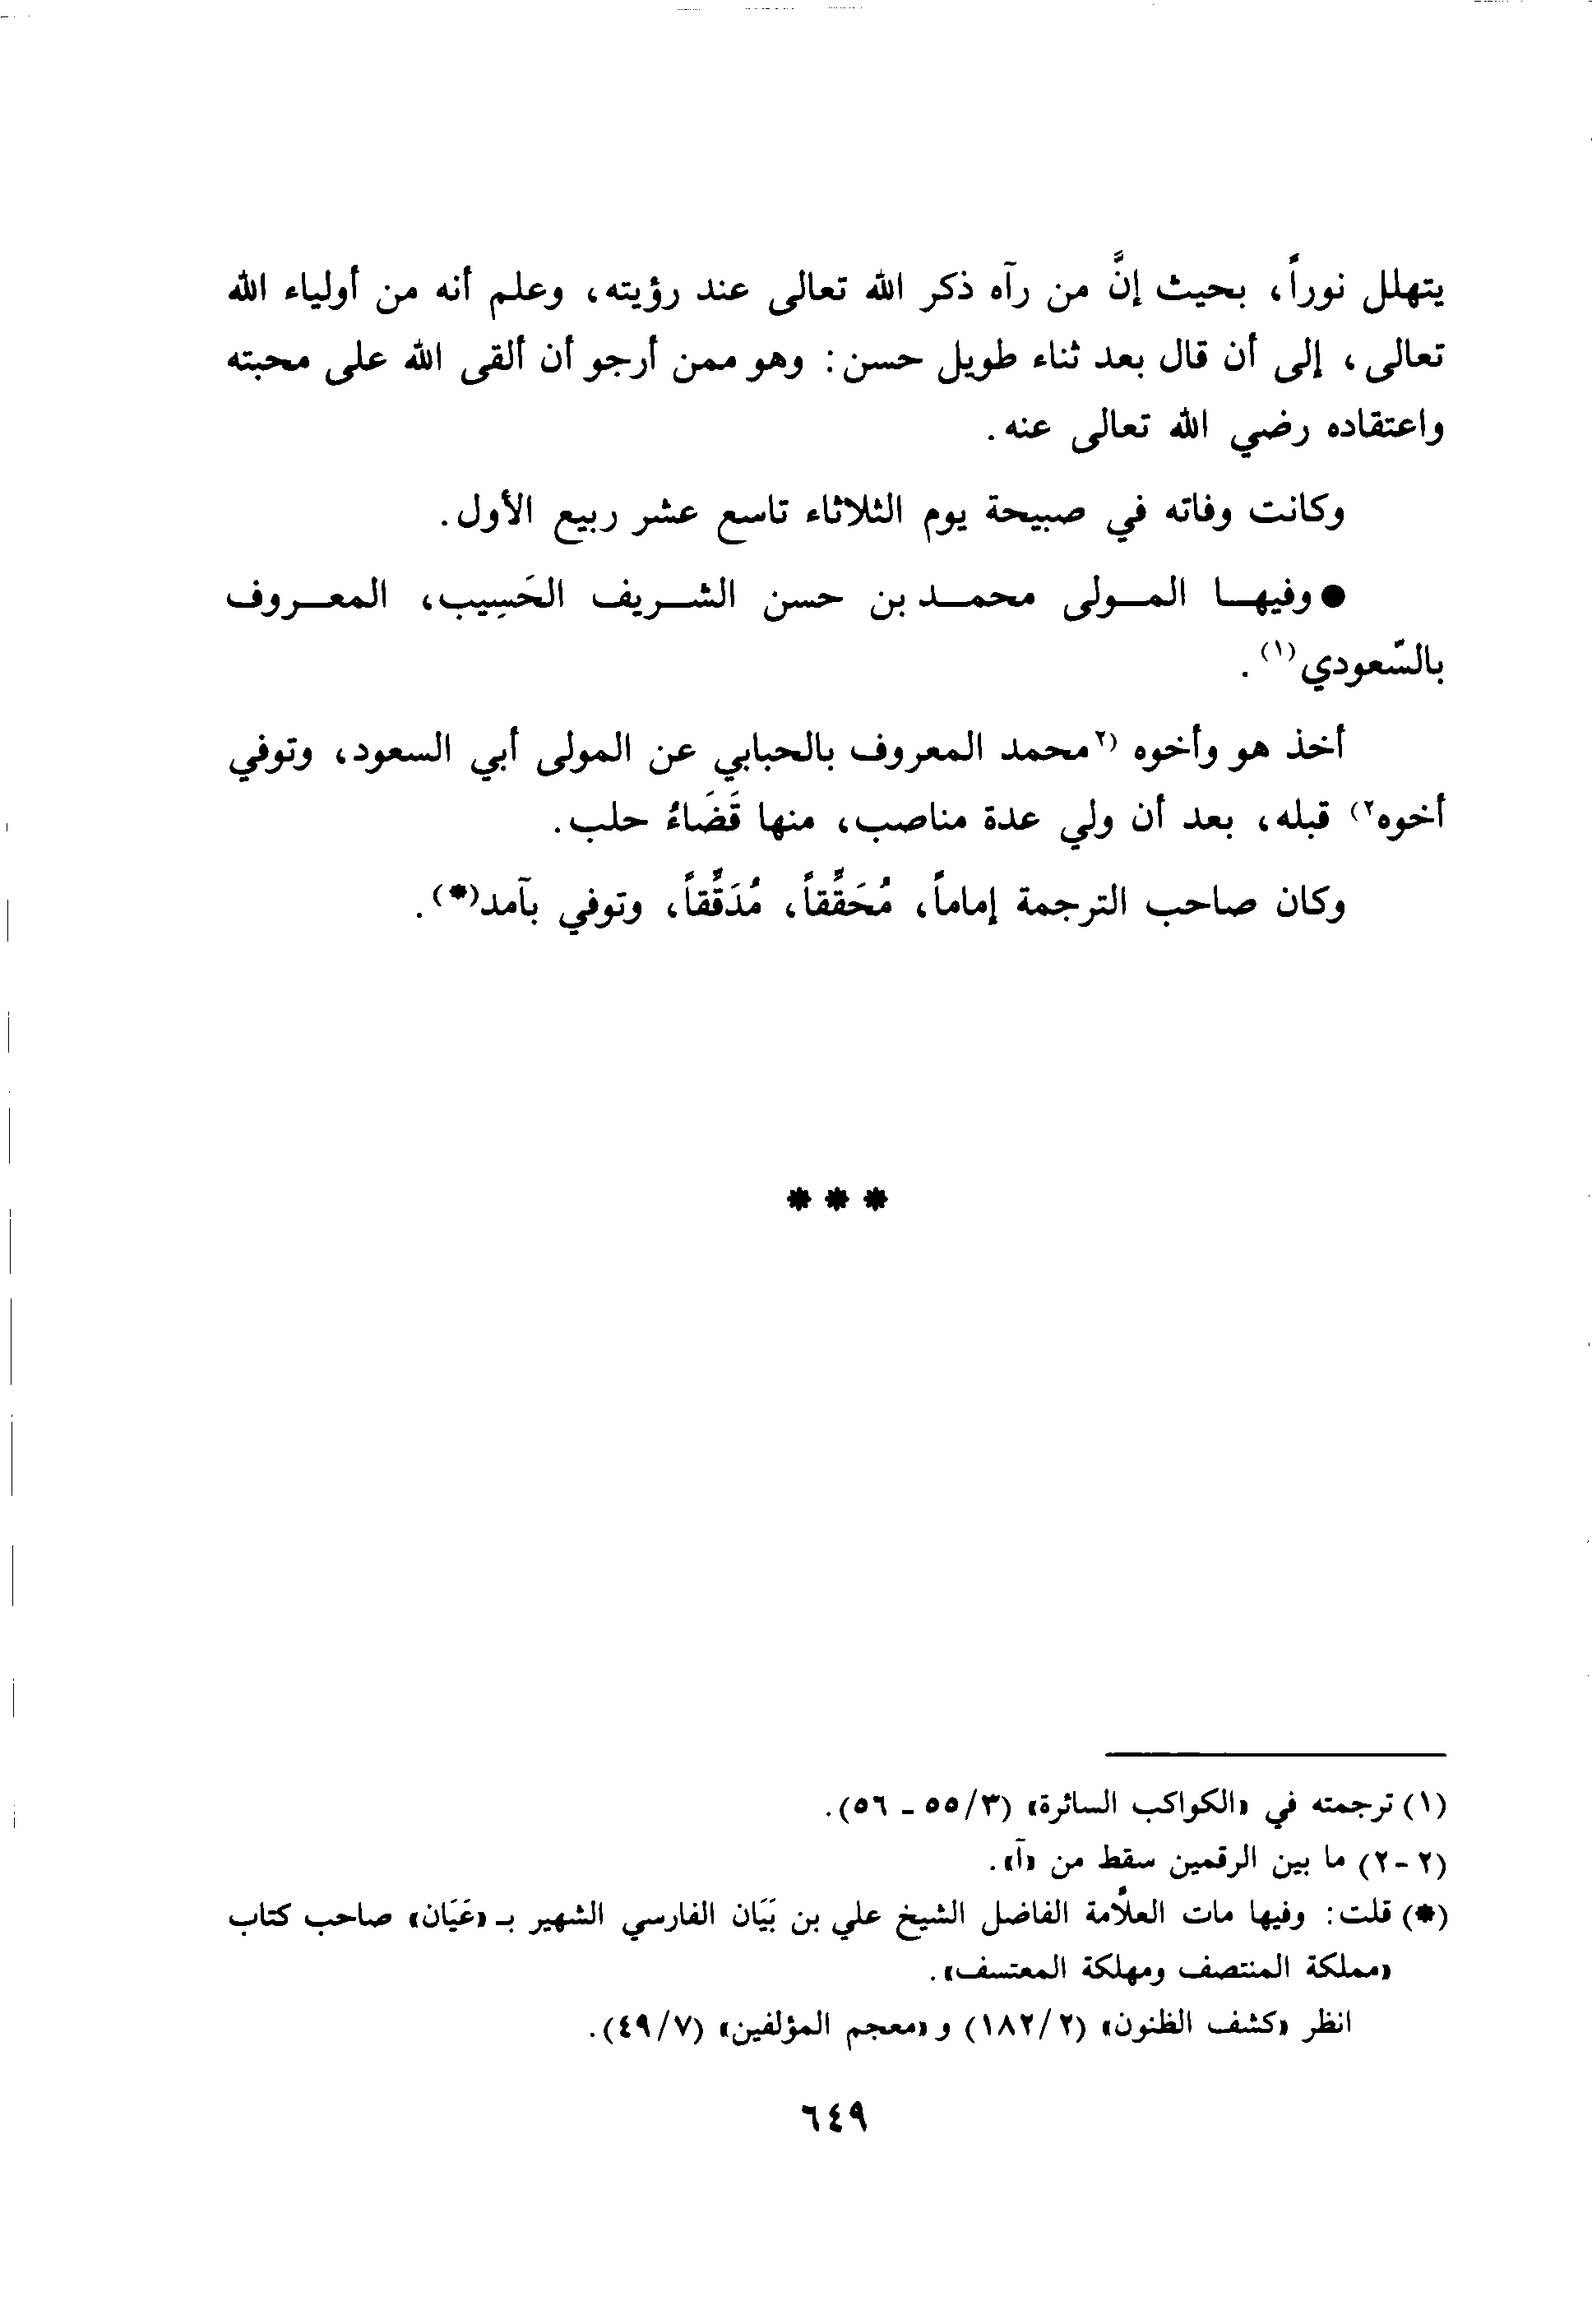 يتهلل نوراً، بحيث إنَّ من رآه ذكر الله تعالى عند رؤيته، وعلم أنه من أولياء الله
تعالى، إلى أن قال بعد ثناء طويل حسن: وهو ممن أرجو أن ألقى الله على محبته
واعتقاده رضي الله تعالى عنه.
وكانت وفاته في صبيحة يوم الثلاثاء تاسع عشر ربيع الأول.
● وفيها المولى محمد بن حسن الشريف الحَسِيب، المعروف
بالسّعودي(١).
أخذ هو وأخوه (٢محمد المعروف بالحبابي عن المولى أبي السعود، وتوفي
أخوه٢) قبله، بعد أن ولي عدة مناصب، منها قَضَاءُ حلب.
وكان صاحب الترجمة إماماً، مُحَقِّقاً، مُدَقِّقاً، وتوفي بآمد(*).
***
(١) ترجمته في «الكواكب السائرة» (٣/ ٥٥ ـ ٥٦).
(٢-٢) ما بين الرقمين سقط من «آ».
(*) قلت: وفيها مات العلاَّمة الفاضل الشيخ علي بن بَيَان الفارسي الشهير بـ «عَيَان» صاحب كتاب
«مملكة المنتصف ومهلكة المعتسف».
انظر «كشف الظنون» (٢/ ١٨٢) و «معجم المؤلفين» (٧/ ٤٩).
٦٤٩